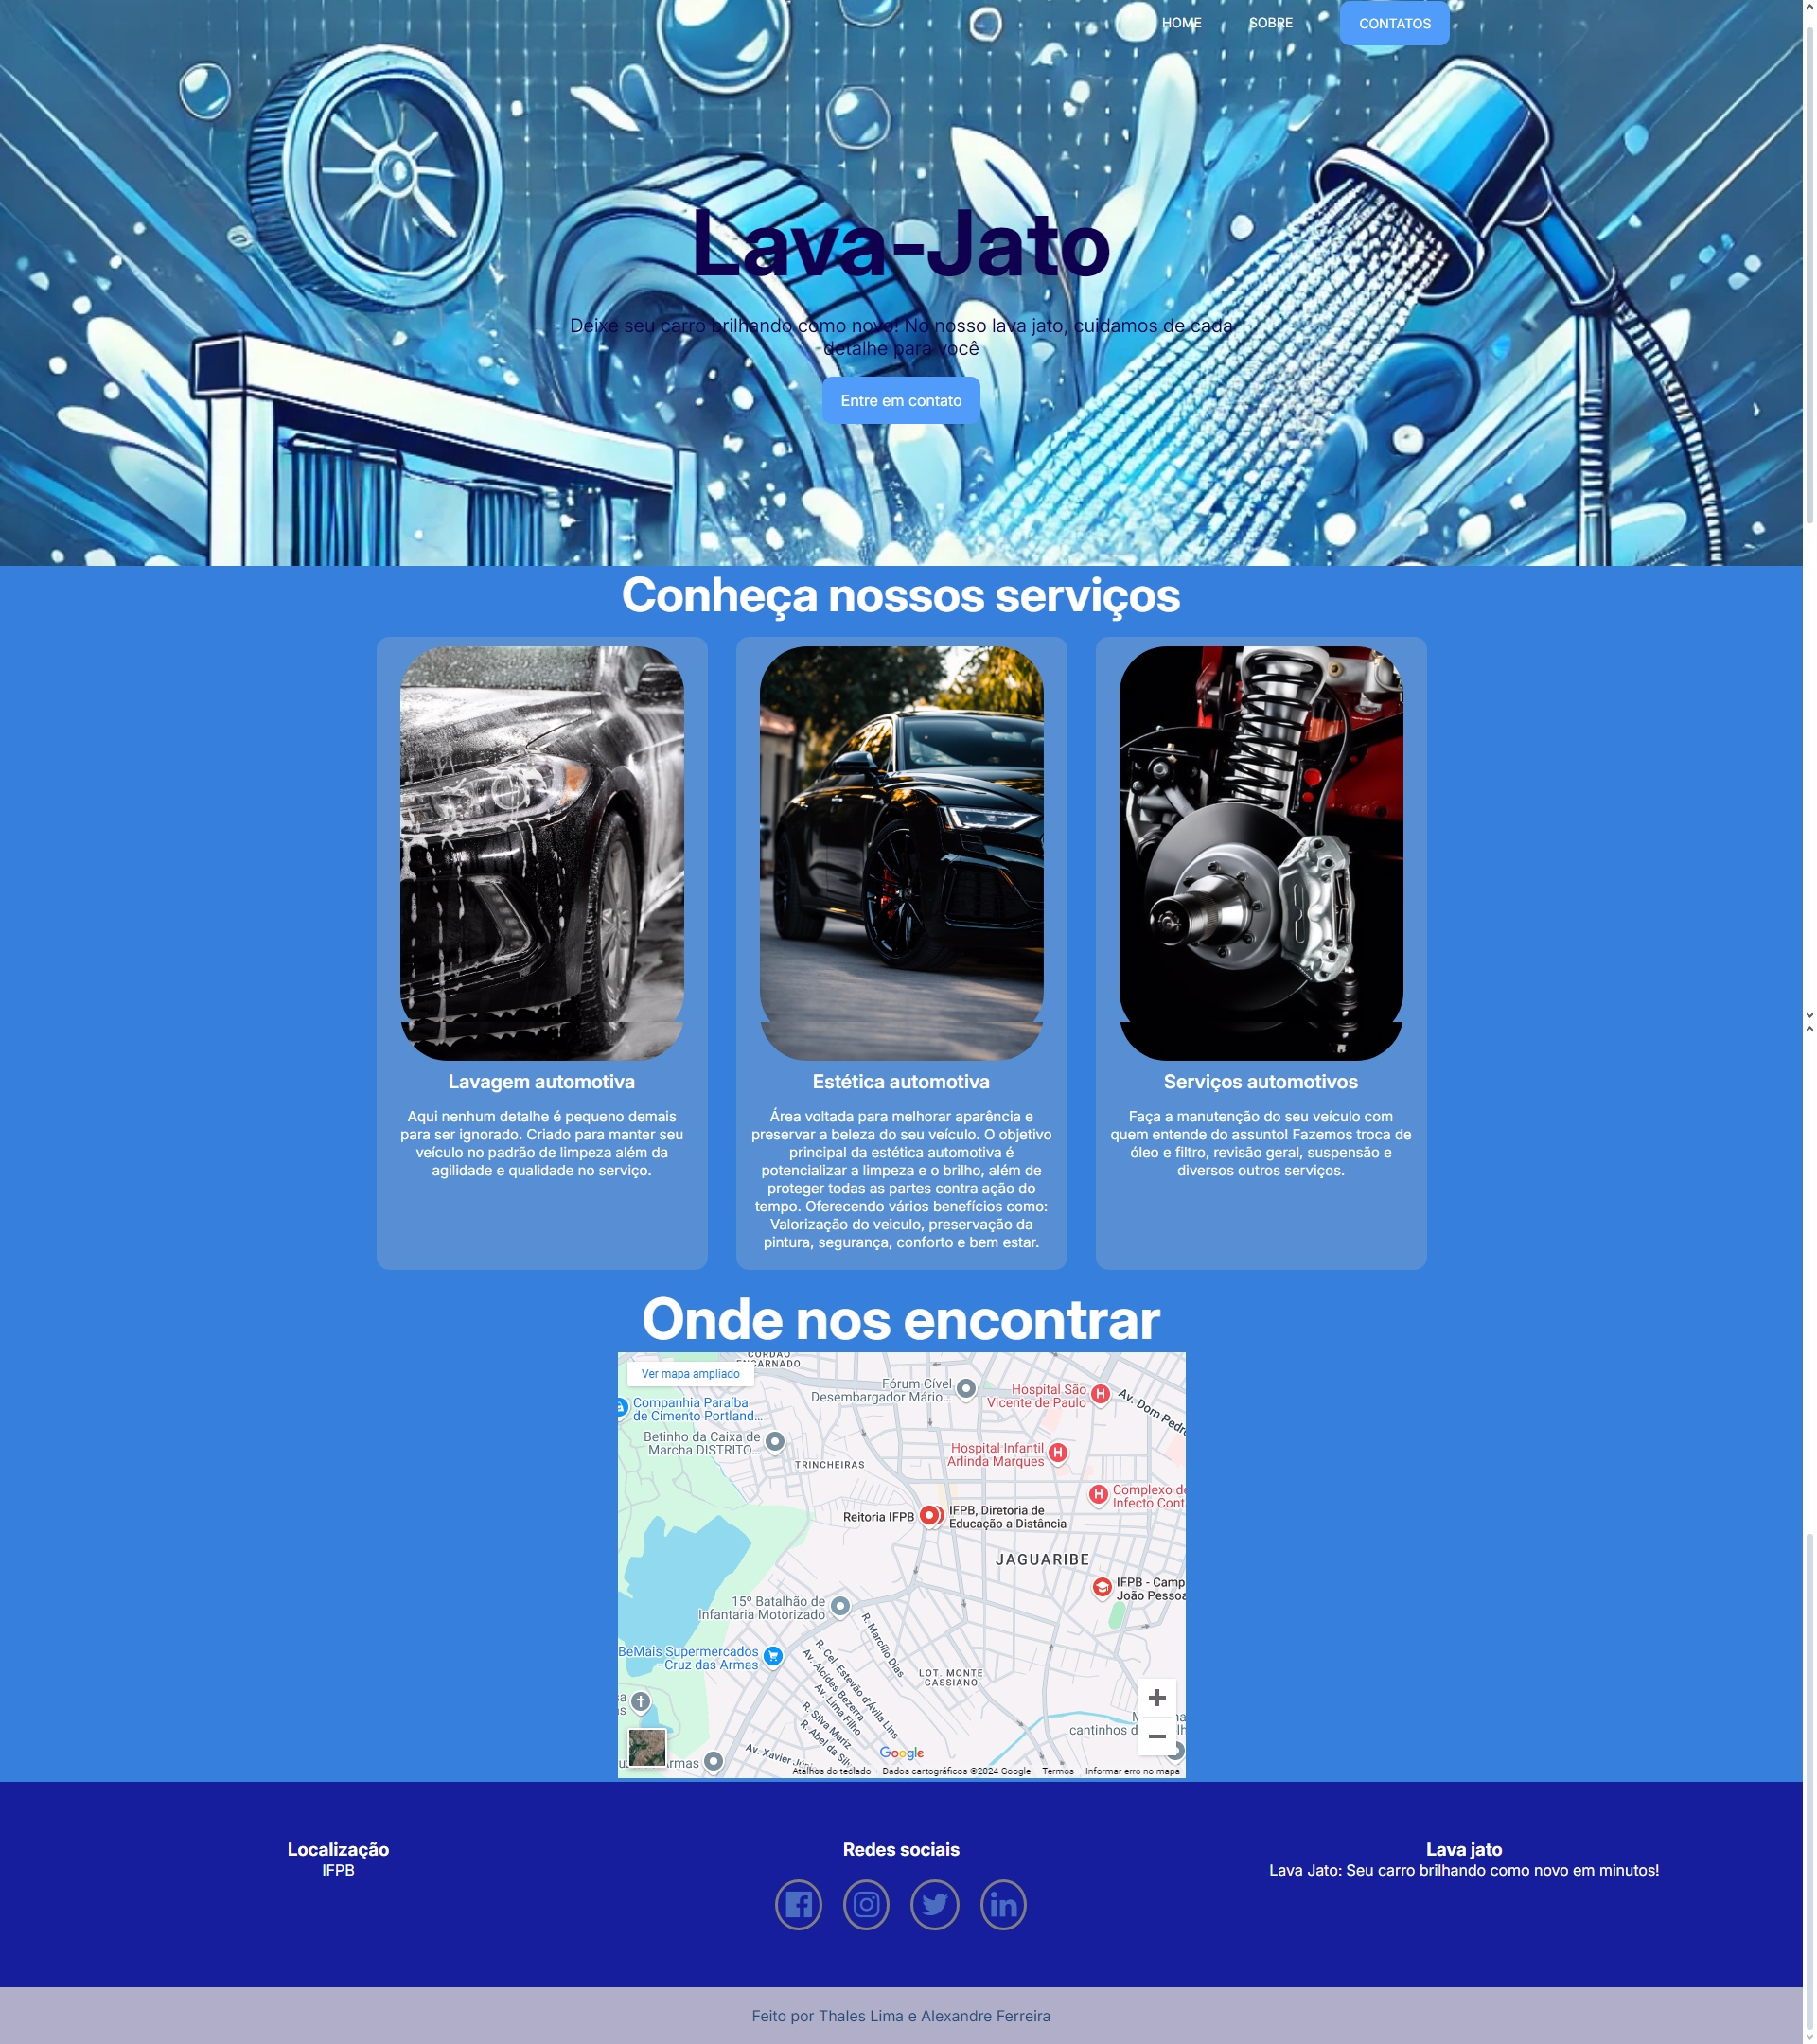 HOME
SOBRE
CONTATOS
Lava-Jato
Deixe seu carro brilhando como novo! No nosso lava jato, cuidamos de cada
detalhe para você
Entre em contato
Conheça nossos serviços
Lavagem automotiva
Aqui nenhum detalhe é pequeno demais
para ser ignorado. Criado para manter seu
veículo no padrão de limpeza além da
agilidade e qualidade no serviço.
Estética automotiva
Área voltada para melhorar aparência e
preservar a beleza do seu veículo. O objetivo
principal da estética automotiva é
potencializar a limpeza e o brilho, além de
proteger todas as partes contra ação do
tempo. Oferecendo vários benefícios como:
Valorização do veiculo, preservação da
pintura, segurança, conforto e bem estar.
Serviços automotivos
Faça a manutenção do seu veículo com
quem entende do assunto! Fazemos troca de
óleo e filtro, revisão geral, suspensão e
diversos outros serviços.
Onde nos encontrar
CORDÃO
ENCARNADO
Ver mapa ampliado
Fórum Cível
Desembargador Mário...
Hospital São
Vicente de Paulo
Av. Dom Pedro
Companhia Paraíba
de Cimento Portland...
Betinho da Caixa de
Marcha DISTRITO...
TRINCHEIRAS
Hospital Infantil
Arlinda Marques
Complexo de
Infecto Cont
Reitoria IFPB
IFPB, Diretoria de
Educação a Distância
JAGUARIBE
IFPB - Camp
João Pessoa
15º Batalhão de
Infantaria Motorizado
R. Marcílio Dias
BeMais Supermercados
- Cruz das Armas
R. Cel. Estevão d'Ávila Lins
Av. Alcides Bezerra
Av. Lima Filho
R. Silva Mariz
R. Abel da Silv
LOT. MONTE
CASSIANO
cantinhos d
Armas
Av. Xavier Jún
Google
Atalhos do teclado
Dados cartográficos ©2024 Google
Termos
Informar erro no mapa
Localização
IFPB
Redes sociais
Lava jato
Lava Jato: Seu carro brilhando como novo em minutos!
Feito por Thales Lima e Alexandre Ferreira